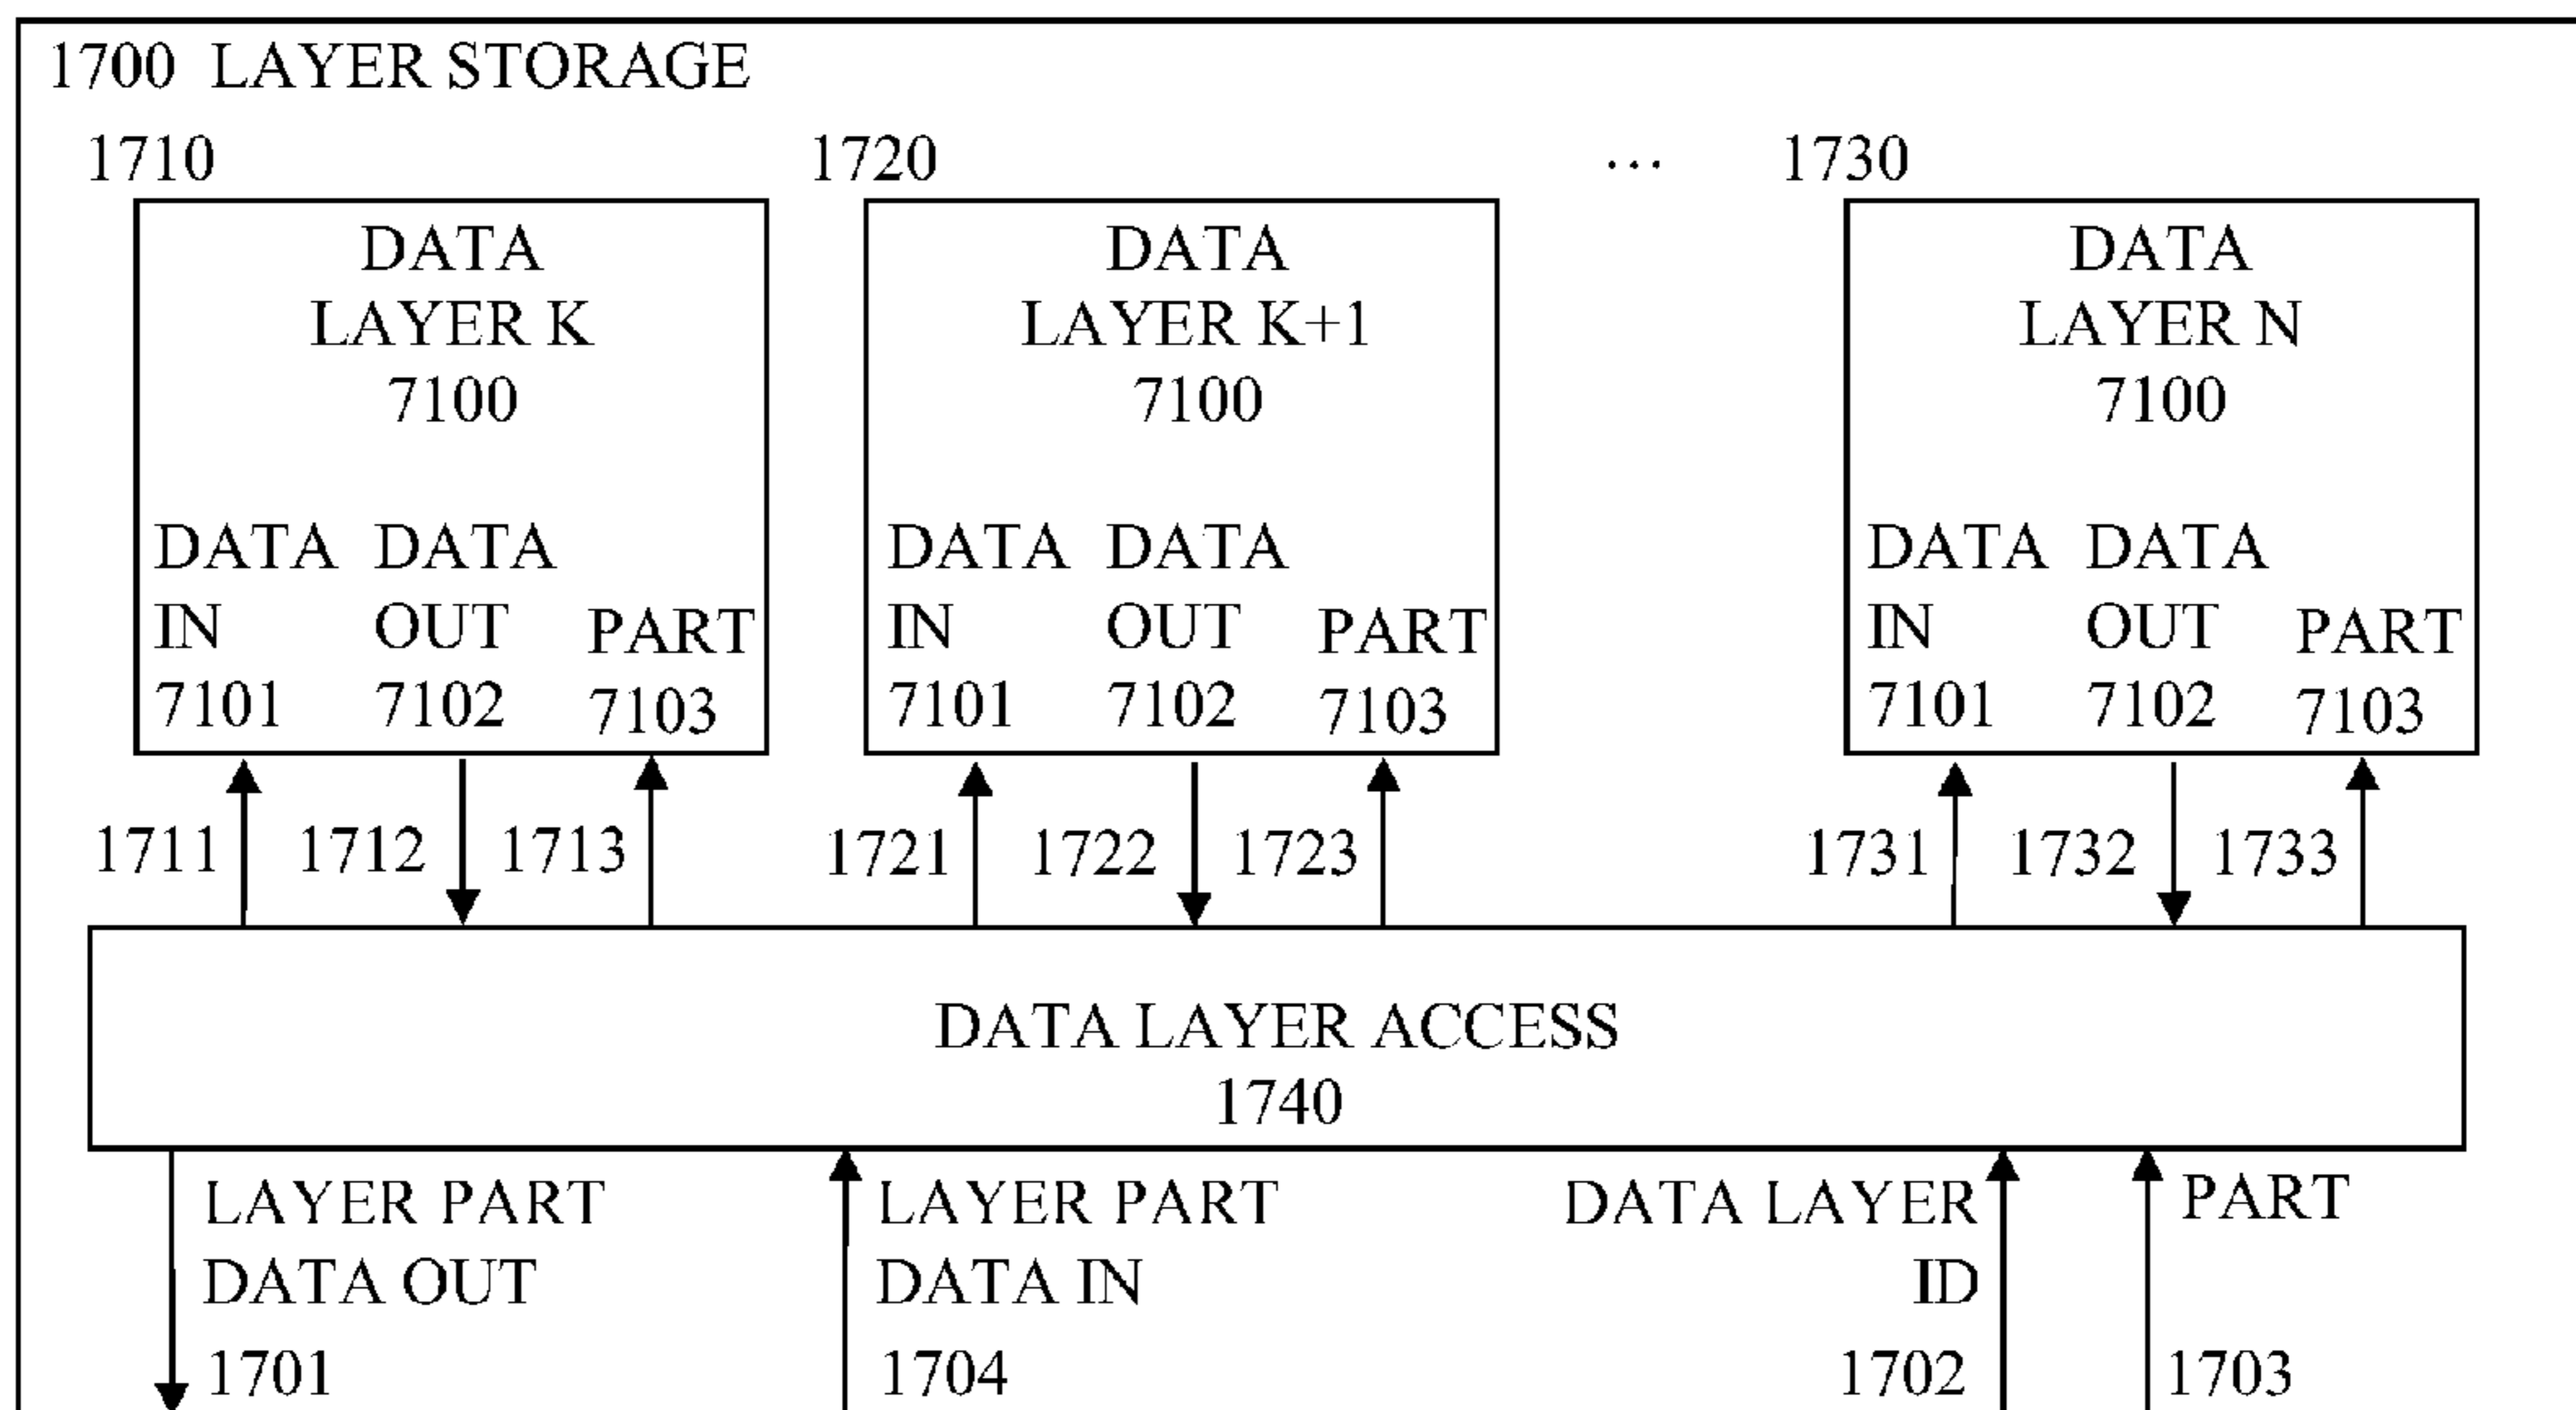 1700 LAYER STORAGE
1710 1720 ... 1730
DATA
LAYER K
7100
DATA IN 7101
DATA OUT 7102
PART 7103
DATA
LAYER K+1
7100
DATA IN 7101
DATA OUT 7102
PART 7103
DATA
LAYER N
7100
DATA IN 7101
DATA OUT 7102
PART 7103
1711 1712 1713 1721 1722 1723 1731 1732 1733
DATA LAYER ACCESS
1740
LAYER PART
DATA OUT
1701
LAYER PART
DATA IN
1704
DATA LAYER
ID
1702
PART
1703